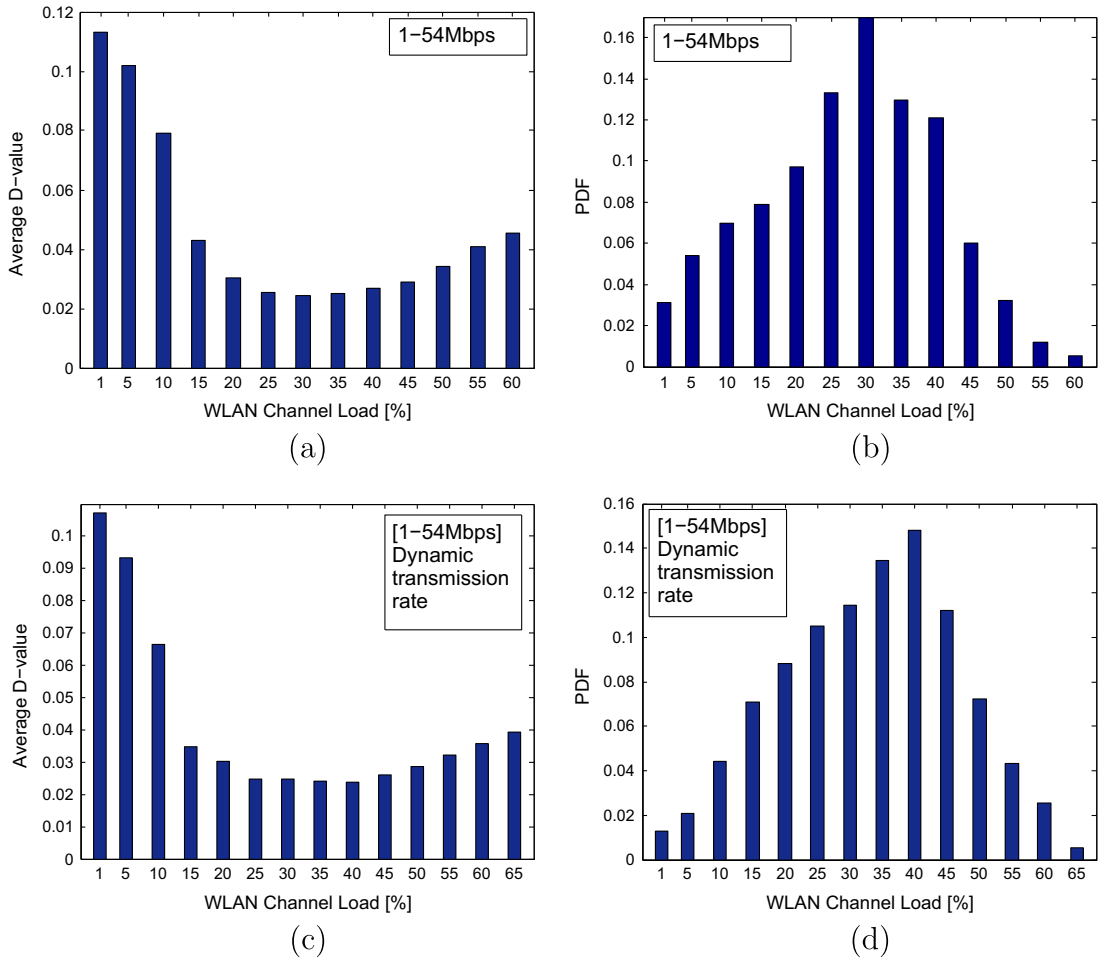 0.12
0.1
0.08
0.06
0.04
0.02
0
Average D−value
1−54Mbps
1 5 10 15 20 25 30 35 40 45 50 55 60
WLAN Channel Load [%]
(a)
0.16
0.14
0.12
0.1
0.08
0.06
0.04
0.02
0
PDF
1−54Mbps
1 5 10 15 20 25 30 35 40 45 50 55 60
WLAN Channel Load [%]
(b)
0.1
0.09
0.08
0.07
0.06
0.05
0.04
0.03
0.02
0.01
0
Average D−value
[1−54Mbps]
Dynamic
transmission
rate
1 5 10 15 20 25 30 35 40 45 50 55 60 65
WLAN Channel Load [%]
(c)
0.16
0.14
0.12
0.1
0.08
0.06
0.04
0.02
0
PDF
[1−54Mbps]
Dynamic
transmission
rate
1 5 10 15 20 25 30 35 40 45 50 55 60 65
WLAN Channel Load [%]
(d)